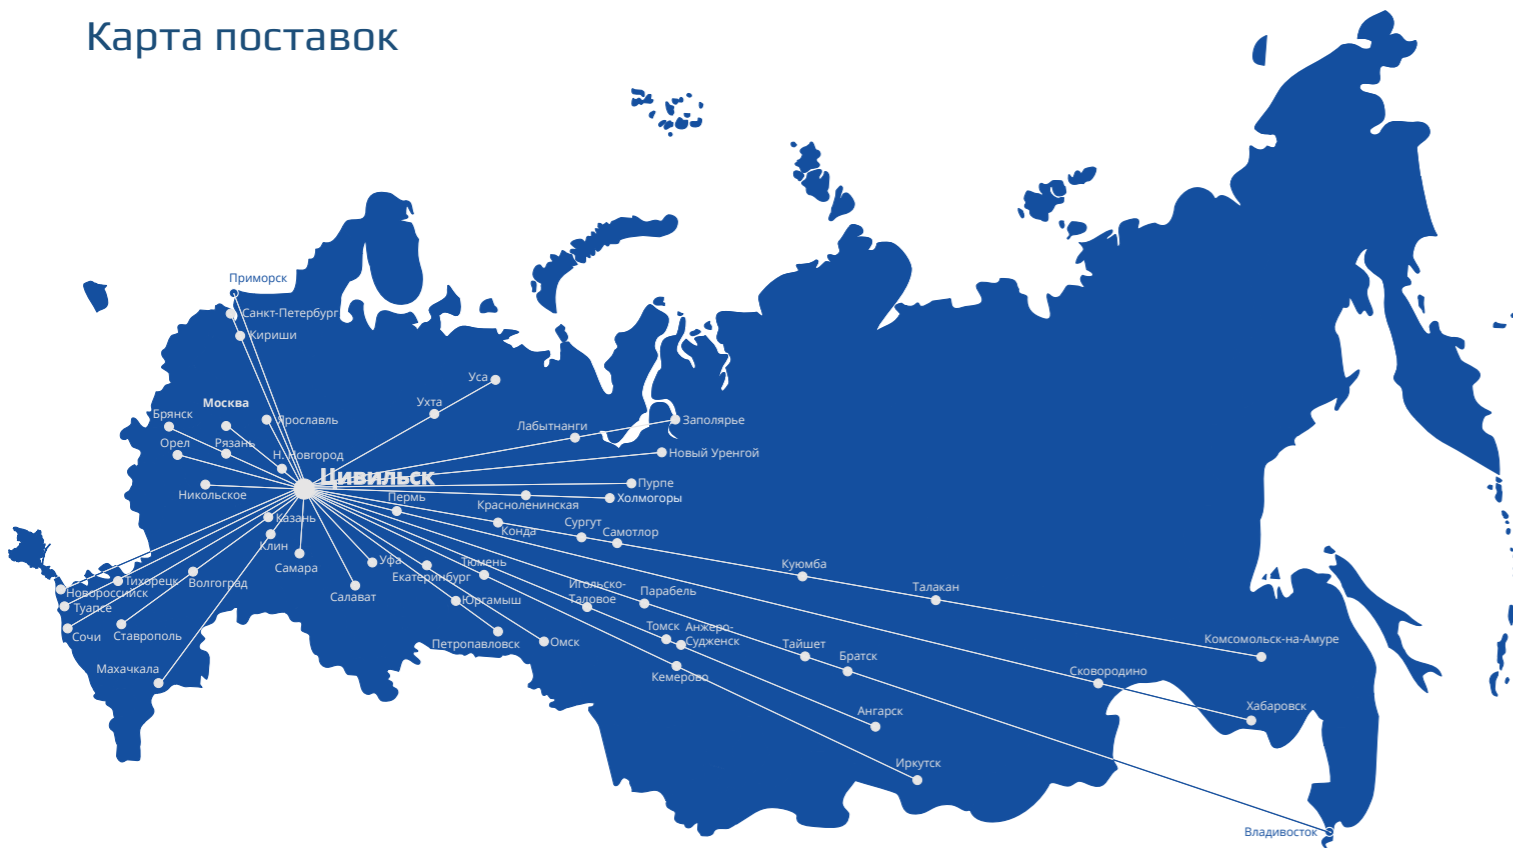 Карта поставок
Приморск
Санкт-Петербург
Кириши
Уса
Ухта
Москва
Брянск
Ярославль
Орел
Рязань
Н. Новгород
Лабытнанги
Заполярье
Новый Уренгой
Цивильск
Никольское
Пермь
Красноленинская
Пурпе
Холмогоры
Казань
Конда
Сургут
Самотлор
Клин
Самара
Уфа
Тюмень
Екатеринбург
Куюмба
Талакан
Тихорецк
Волгоград
Новороссийск
Туапсе
Салават
Юргамыш
Игольско-
Таловое
Парабель
Сочи
Ставрополь
Петропавловск
Омск
Томск
Анжеро-
Судженск
Тайшет
Братск
Комсомольск-на-Амуре
Махачкала
Кемерово
Сковородино
Ангарск
Хабаровск
Иркутск
Владивосток